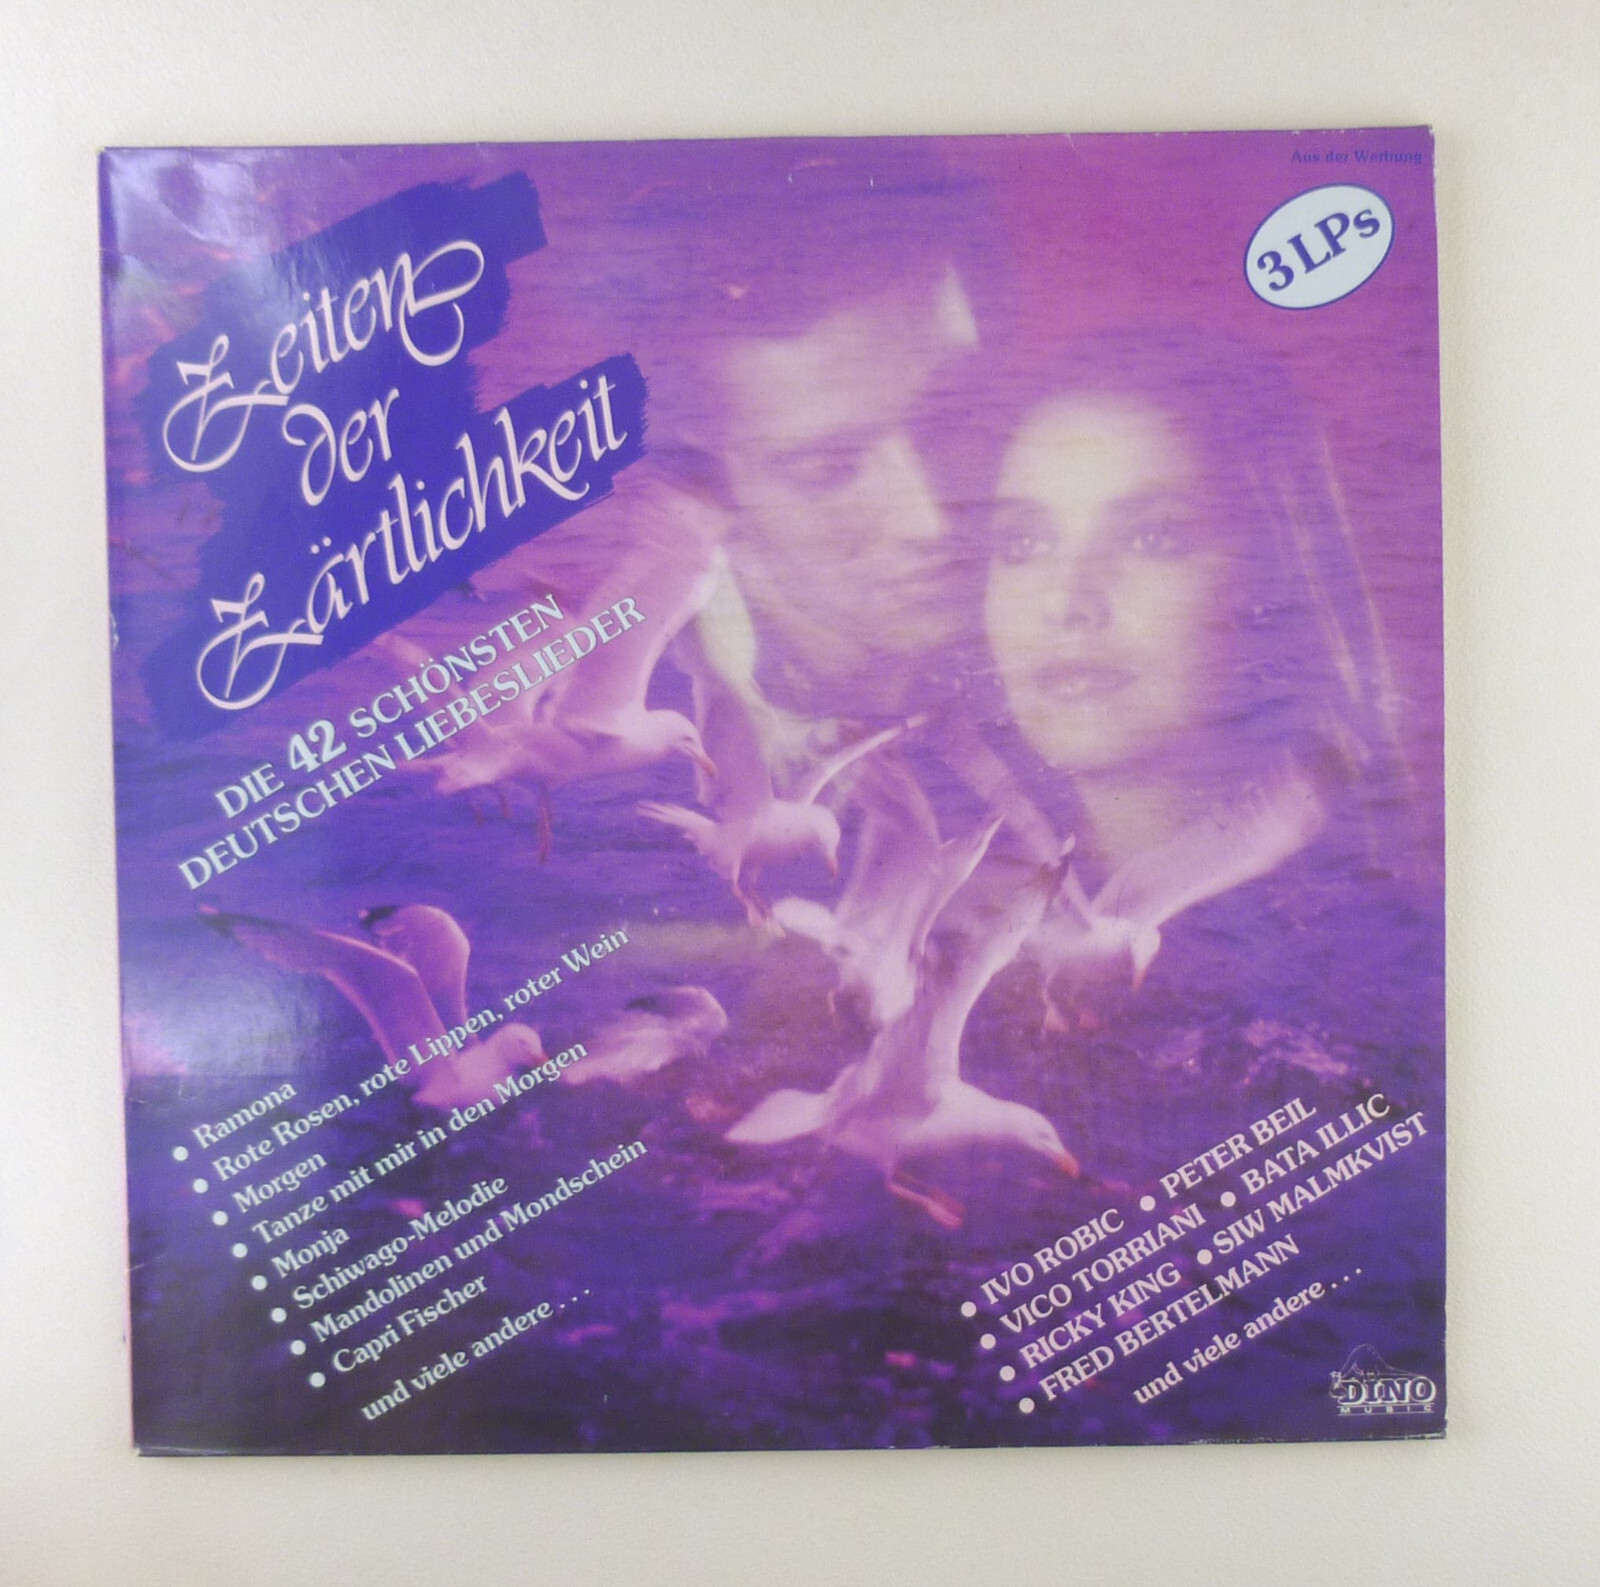 Aus der Werbung
3 LPs
Zeiten
der
Zärtlichkeit
DIE 42 SCHÖNSTEN
DEUTSCHEN LIEBESLIEDER
• Ramona
• Rote Rosen, rote Lippen, roter Wein
• Morgen
• Tanze mit mir in den Morgen
• Monja
• Schiwago-Melodie
• Mandolinen und Mondschein
• Capri Fischer
und viele andere . . .
• IVO ROBIC • PETER BEIL
• VICO TORRIANI • BATA ILLIC
• RICKY KING • SIW MALMKVIST
• FRED BERTELMANN
und viele andere . . .
DINO
MUSIC